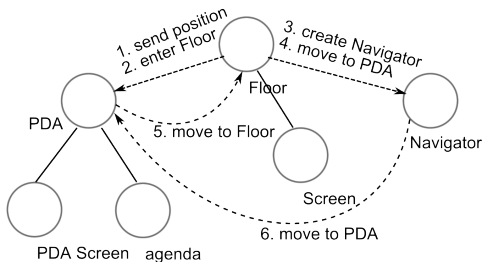 1. send position
2. enter Floor
3. create Navigator
4. move to PDA
Floor
PDA
5. move to Floor
Navigator
Screen
6. move to PDA
PDA Screen
agenda